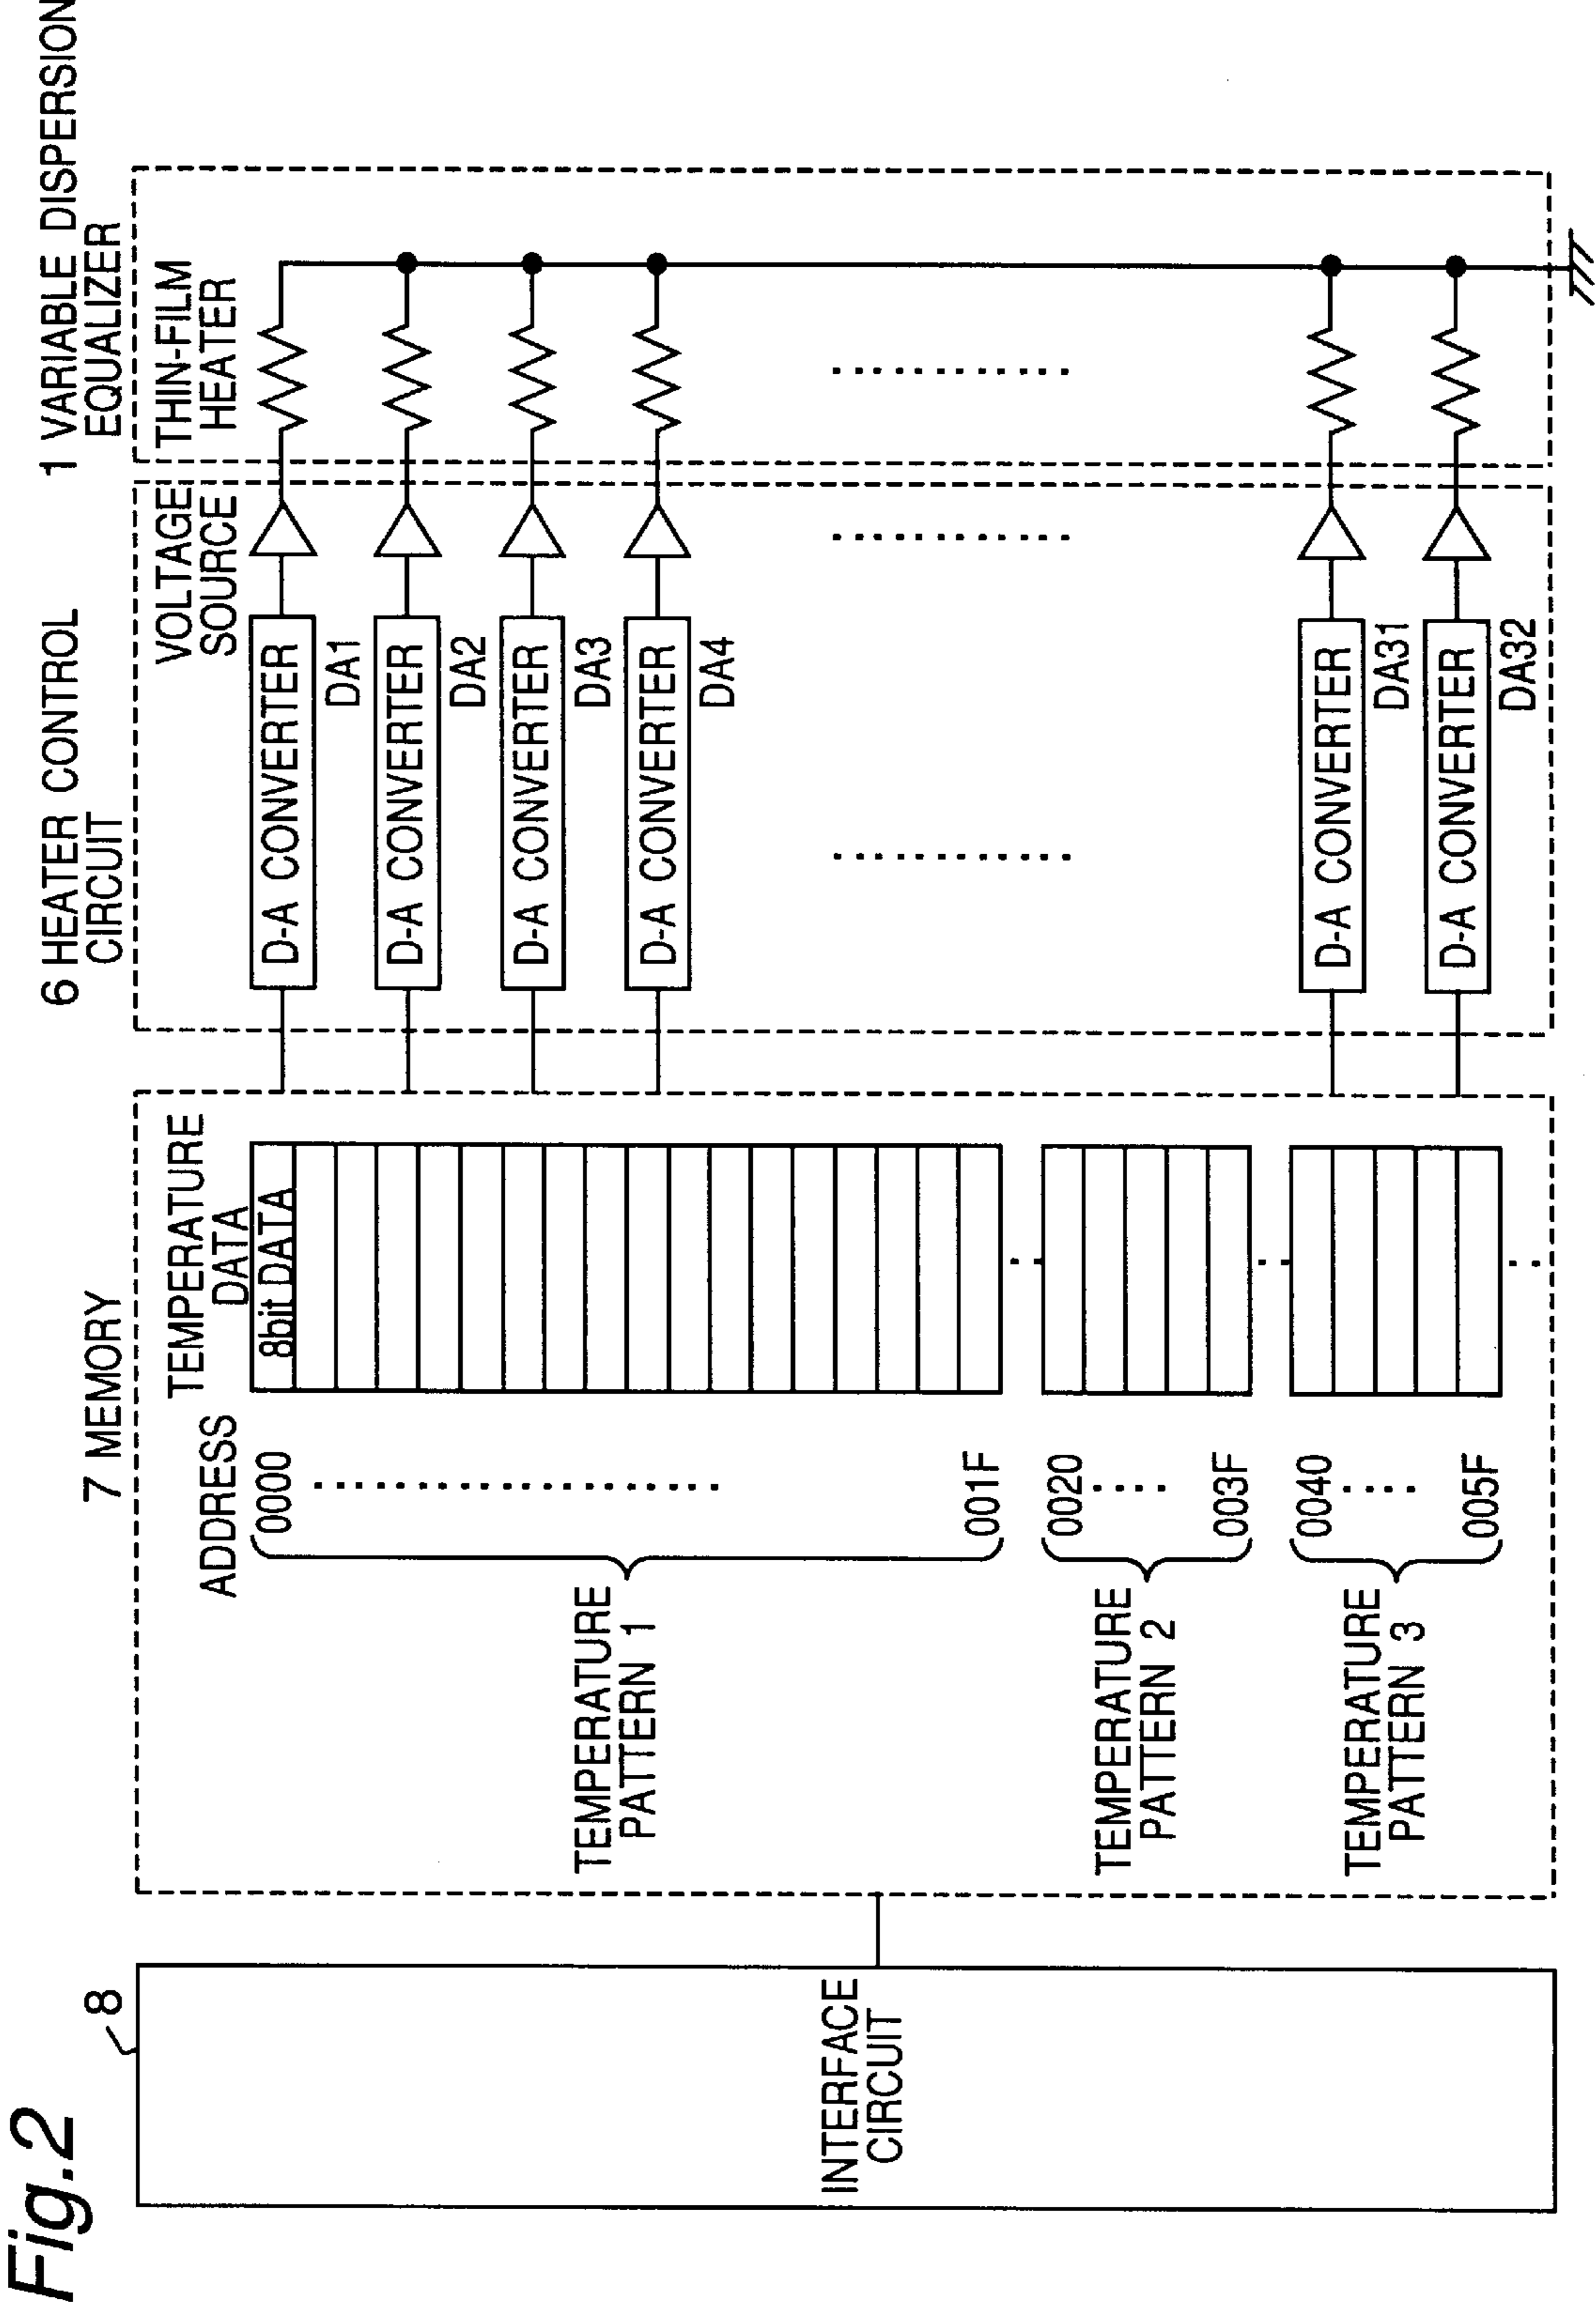 Fig.2
8
INTERFACE
CIRCUIT
7 MEMORY
ADDRESS
TEMPERATURE
DATA
0000
8bit DATA
001F
TEMPERATURE
PATTERN 1
0020
003F
TEMPERATURE
PATTERN 2
0040
005F
TEMPERATURE
PATTERN 3
6 HEATER CONTROL
CIRCUIT
VOLTAGE
SOURCE
D-A CONVERTER
DA1
D-A CONVERTER
DA2
D-A CONVERTER
DA3
D-A CONVERTER
DA4
D-A CONVERTER
DA31
D-A CONVERTER
DA32
1 VARIABLE DISPERSION
EQUALIZER
THIN-FILM
HEATER